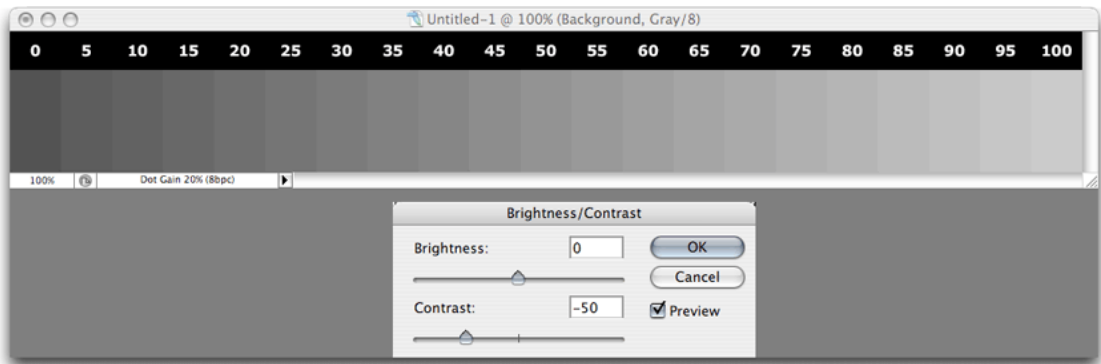 Untitled-1 @ 100% (Background, Gray/8)
0 5 10 15 20 25 30 35 40 45 50 55 60 65 70 75 80 85 90 95 100
100% Dot Gain 20% (8bpc)
Brightness/Contrast
Brightness: 0 OK
Cancel
Contrast: -50 Preview